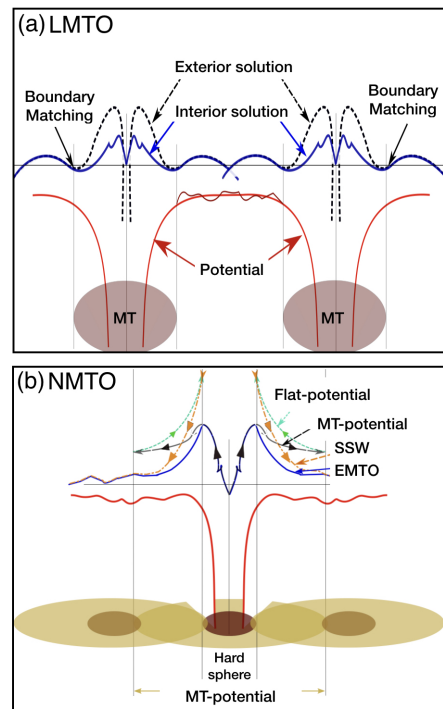 (a) LMTO
Exterior solution
Boundary
Matching
Interior solution
Boundary
Matching
Potential
MT
MT
(b) NMTO
Flat-potential
MT-potential
SSW
EMTO
Hard
sphere
MT-potential